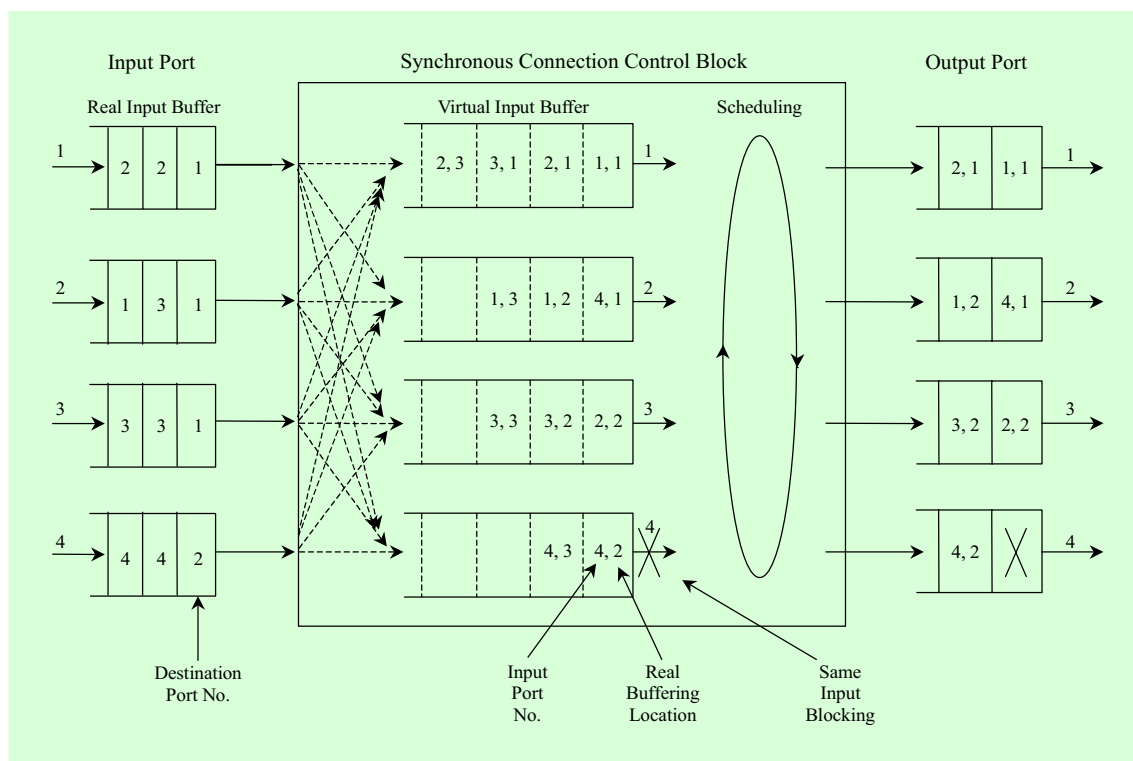 Input Port
Synchronous Connection Control Block
Output Port
Real Input Buffer
Virtual Input Buffer
Scheduling
1
2 2 1
2, 3 3, 1 2, 1 1, 1
1
2, 1 1, 1
1
2
1 3 1
1, 3 1, 2 4, 1
2
1, 2 4, 1
2
3
3 3 1
3, 3 3, 2 2, 2
3
3, 2 2, 2
3
4
4 4 2
4, 3 4, 2
4
4, 2
4
Destination
Port No.
Input
Port
No.
Real
Buffering
Location
Same
Input
Blocking